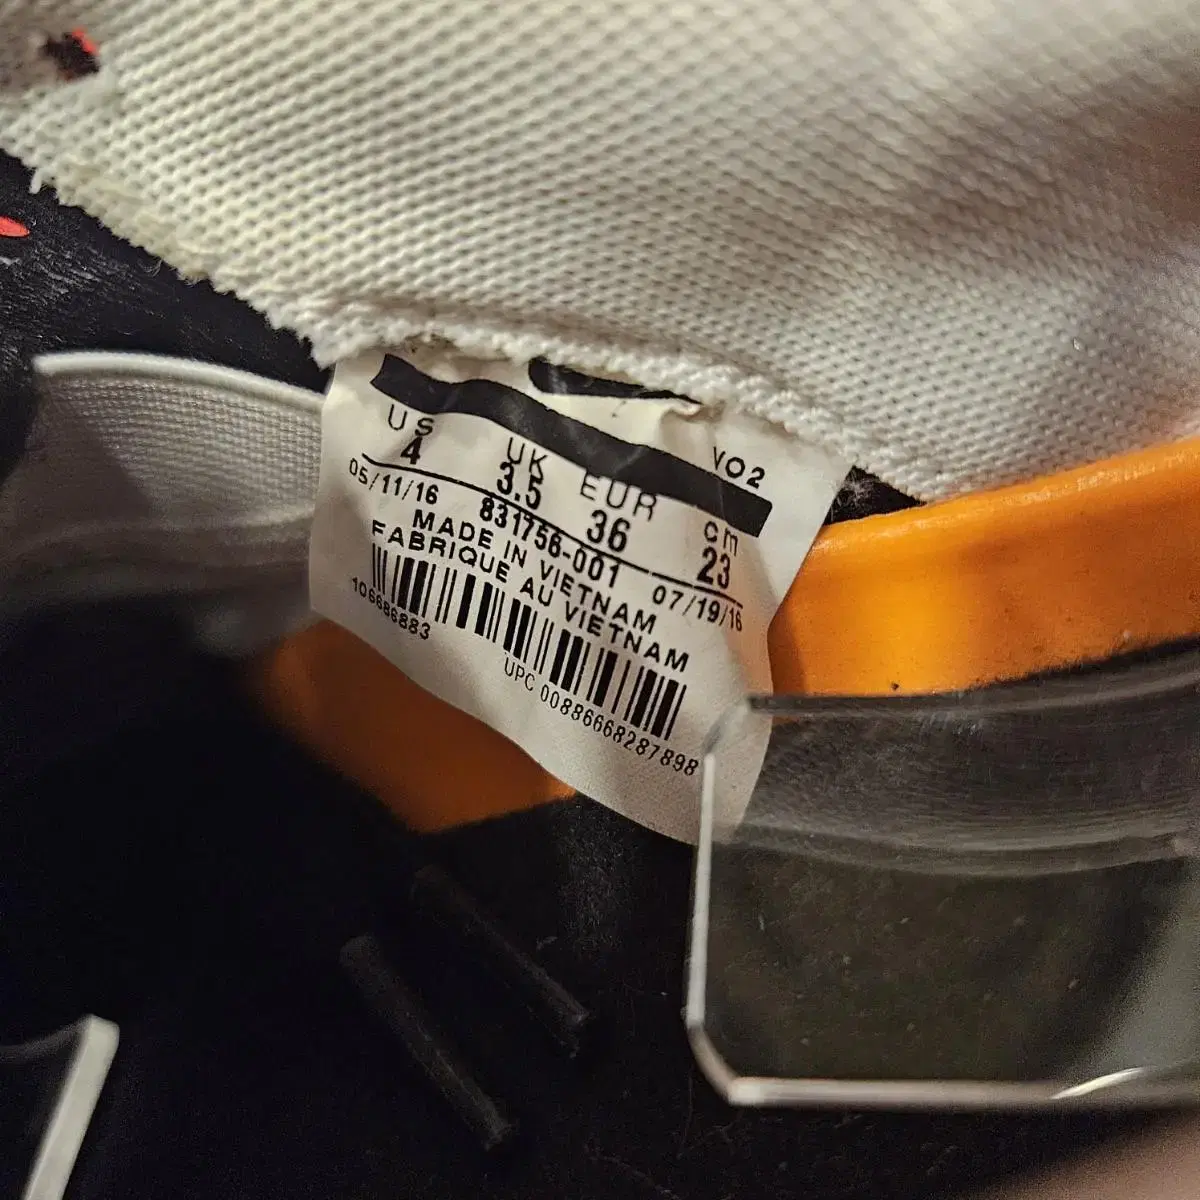 VO2
US UK EUR cm
4 3.5 36 23
05/11/16 831756-001 07/19/16
MADE IN VIETNAM
FABRIQUE AU VIETNAM
106686883
UPC 00886668287898